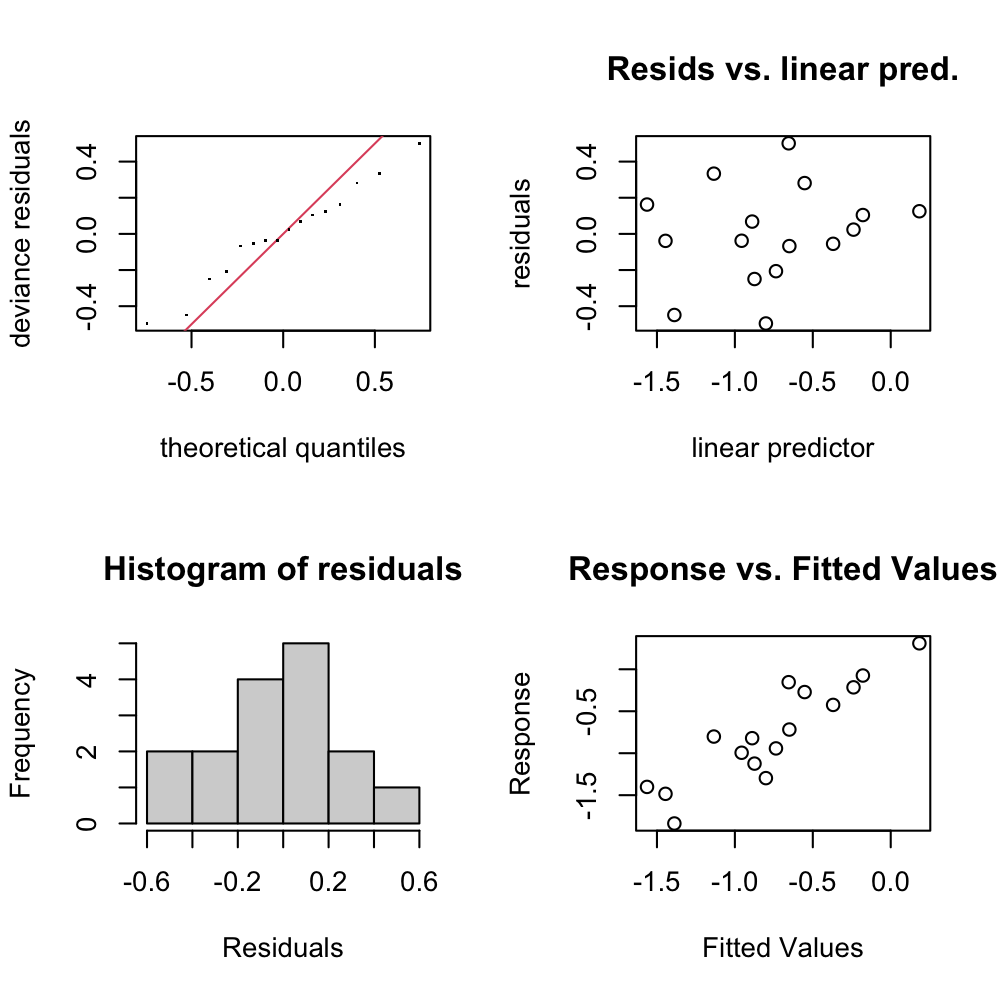 deviance residuals
0.4
0.0
-0.4
-0.5
0.0
0.5
theoretical quantiles
Resids vs. linear pred.
residuals
0.4
0.0
-0.4
-1.5
-1.0
-0.5
0.0
linear predictor
Histogram of residuals
Frequency
4
2
0
-0.6
-0.2
0.2
0.6
Residuals
Response vs. Fitted Values
Response
-0.5
-1.5
-1.5
-1.0
-0.5
0.0
Fitted Values